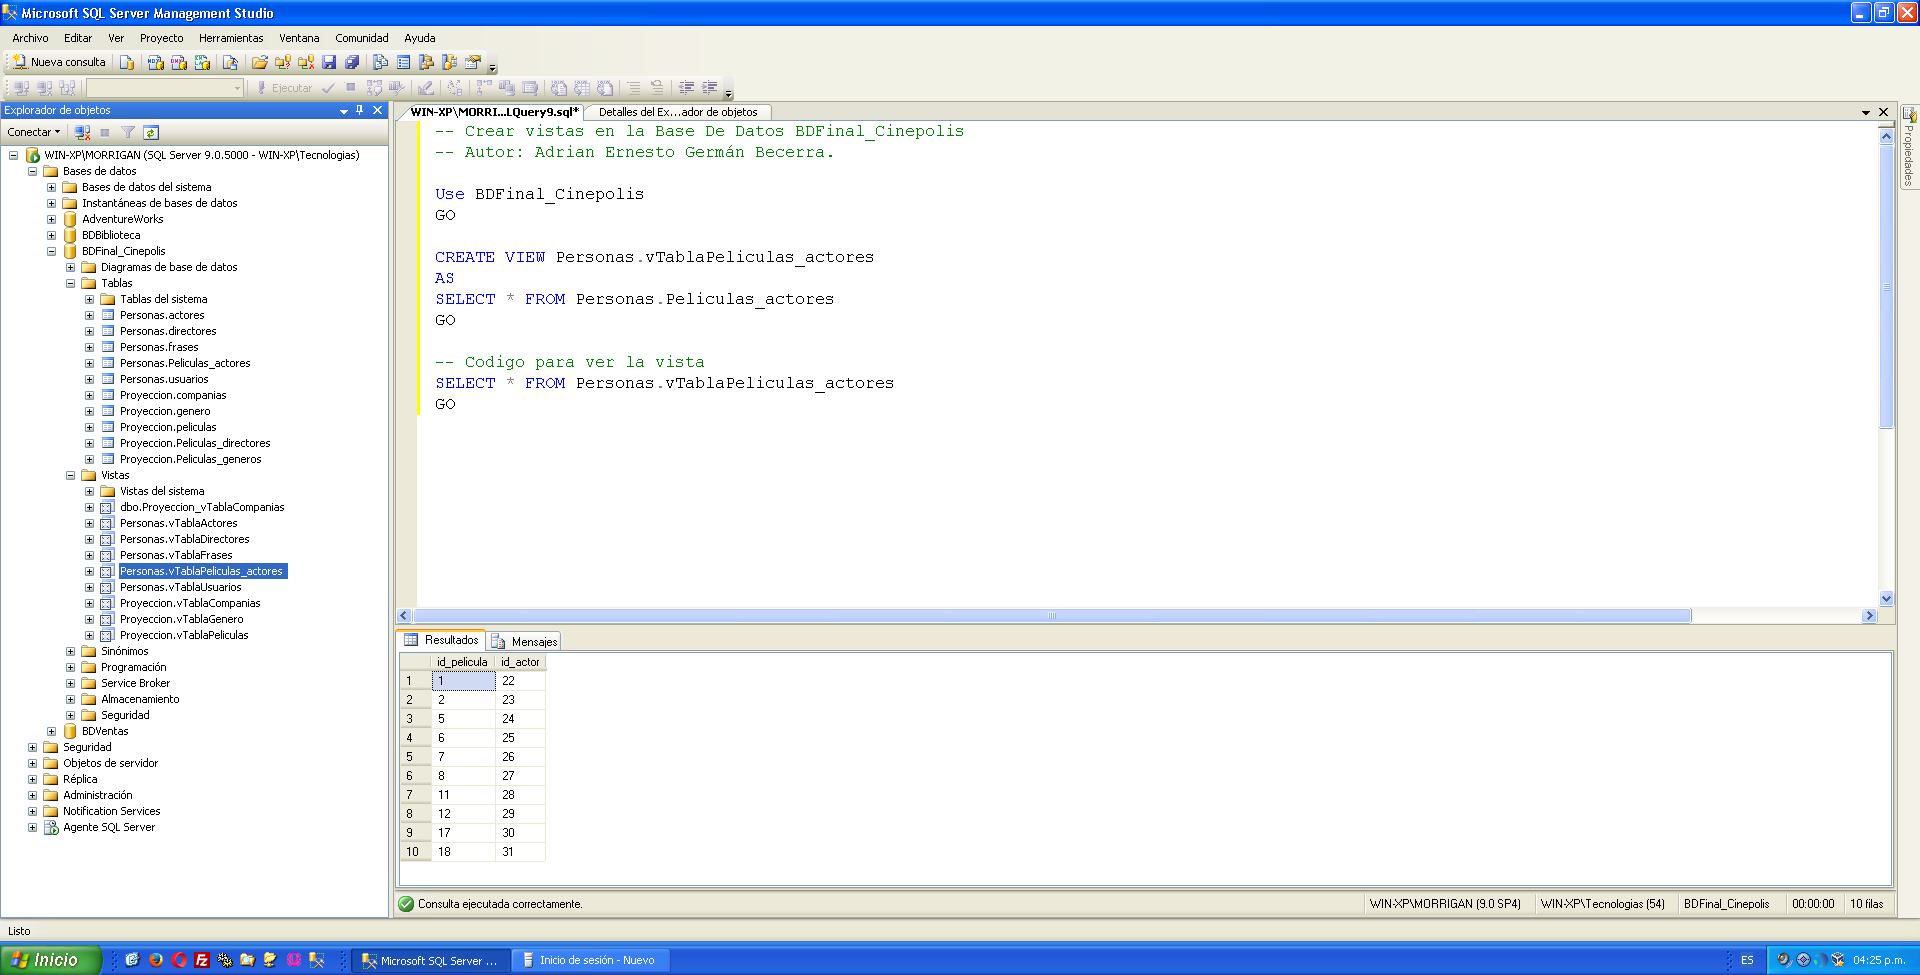 Microsoft SQL Server Management Studio
Archivo Editar Ver Proyecto Herramientas Ventana Comunidad Ayuda
Nueva consulta
Ejecutar
Explorador de objetos
Conectar
WIN-XP\MORRIGAN (SQL Server 9.0.5000 - WIN-XP\Tecnologias)
Bases de datos
Bases de datos del sistema
Instantáneas de bases de datos
AdventureWorks
BDBiblioteca
BDFinal_Cinepolis
Diagramas de base de datos
Tablas
Tablas del sistema
Personas.actores
Personas.directores
Personas.frases
Personas.Peliculas_actores
Personas.usuarios
Proyeccion.companias
Proyeccion.genero
Proyeccion.peliculas
Proyeccion.Peliculas_directores
Proyeccion.Peliculas_generos
Vistas
Vistas del sistema
dbo.Proyeccion_vTablaCompanias
Personas.vTablaActores
Personas.vTablaDirectores
Personas.vTablaFrases
Personas.vTablaPeliculas_actores
Personas.vTablaUsuarios
Proyeccion.vTablaCompanias
Proyeccion.vTablaGenero
Proyeccion.vTablaPeliculas
Sinónimos
Programación
Service Broker
Almacenamiento
Seguridad
BDVentas
Seguridad
Objetos de servidor
Réplica
Administración
Notification Services
Agente SQL Server
WIN-XP\MORRI...LQuery9.sql* Detalles del Ex...ador de objetos
-- Crear vistas en la Base De Datos BDFinal_Cinepolis
-- Autor: Adrian Ernesto Germán Becerra.
Use BDFinal_Cinepolis
GO
CREATE VIEW Personas.vTablaPeliculas_actores
AS
SELECT * FROM Personas.Peliculas_actores
GO
-- Codigo para ver la vista
SELECT * FROM Personas.vTablaPeliculas_actores
GO
Propiedades
Resultados Mensajes
id_pelicula id_actor
1 1 22
2 2 23
3 5 24
4 6 25
5 7 26
6 8 27
7 11 28
8 12 29
9 17 30
10 18 31
Consulta ejecutada correctamente. WIN-XP\MORRIGAN (9.0 SP4) WIN-XP\Tecnologias (54) BDFinal_Cinepolis 00:00:00 10 filas
Listo
Inicio Microsoft SQL Server ... Inicio de sesión - Nuevo ES 04:25 p.m.